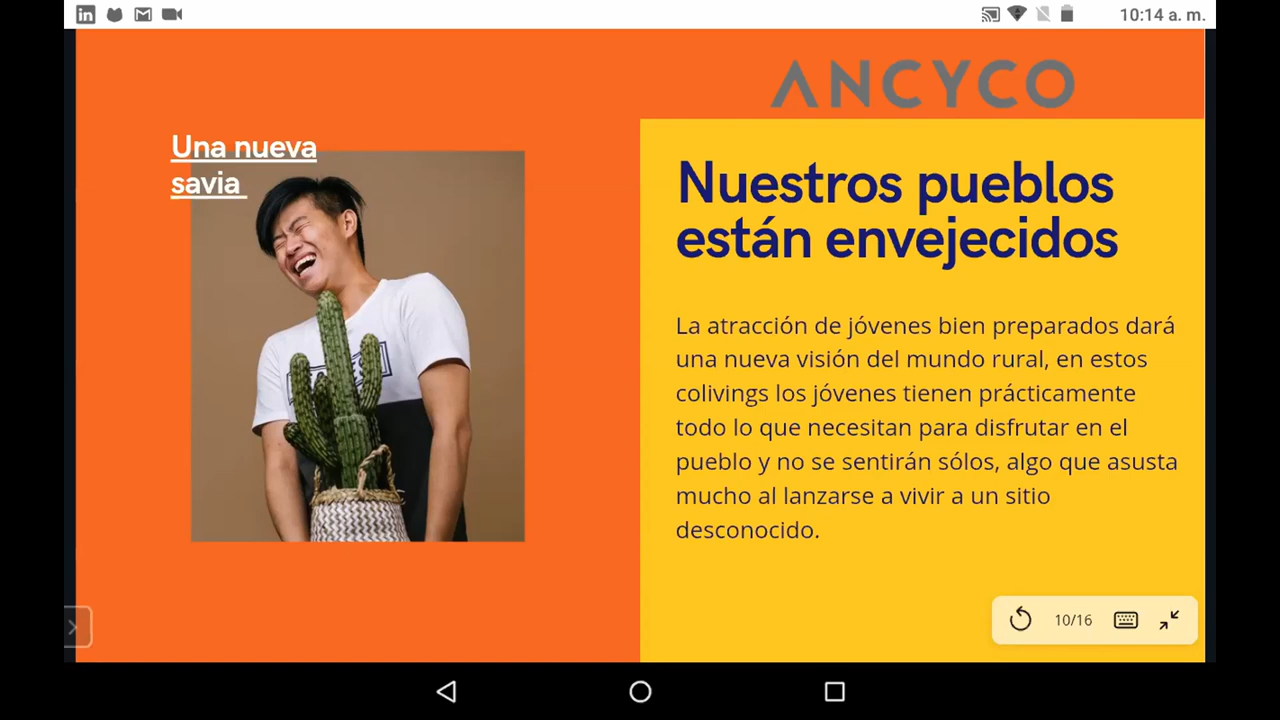 10:14 a. m.
ANCYCO
Una nueva
savia
Nuestros pueblos
están envejecidos
La atracción de jóvenes bien preparados dará
una nueva visión del mundo rural, en estos
colivings los jóvenes tienen prácticamente
todo lo que necesitan para disfrutar en el
pueblo y no se sentirán sólos, algo que asusta
mucho al lanzarse a vivir a un sitio
desconocido.
10/16